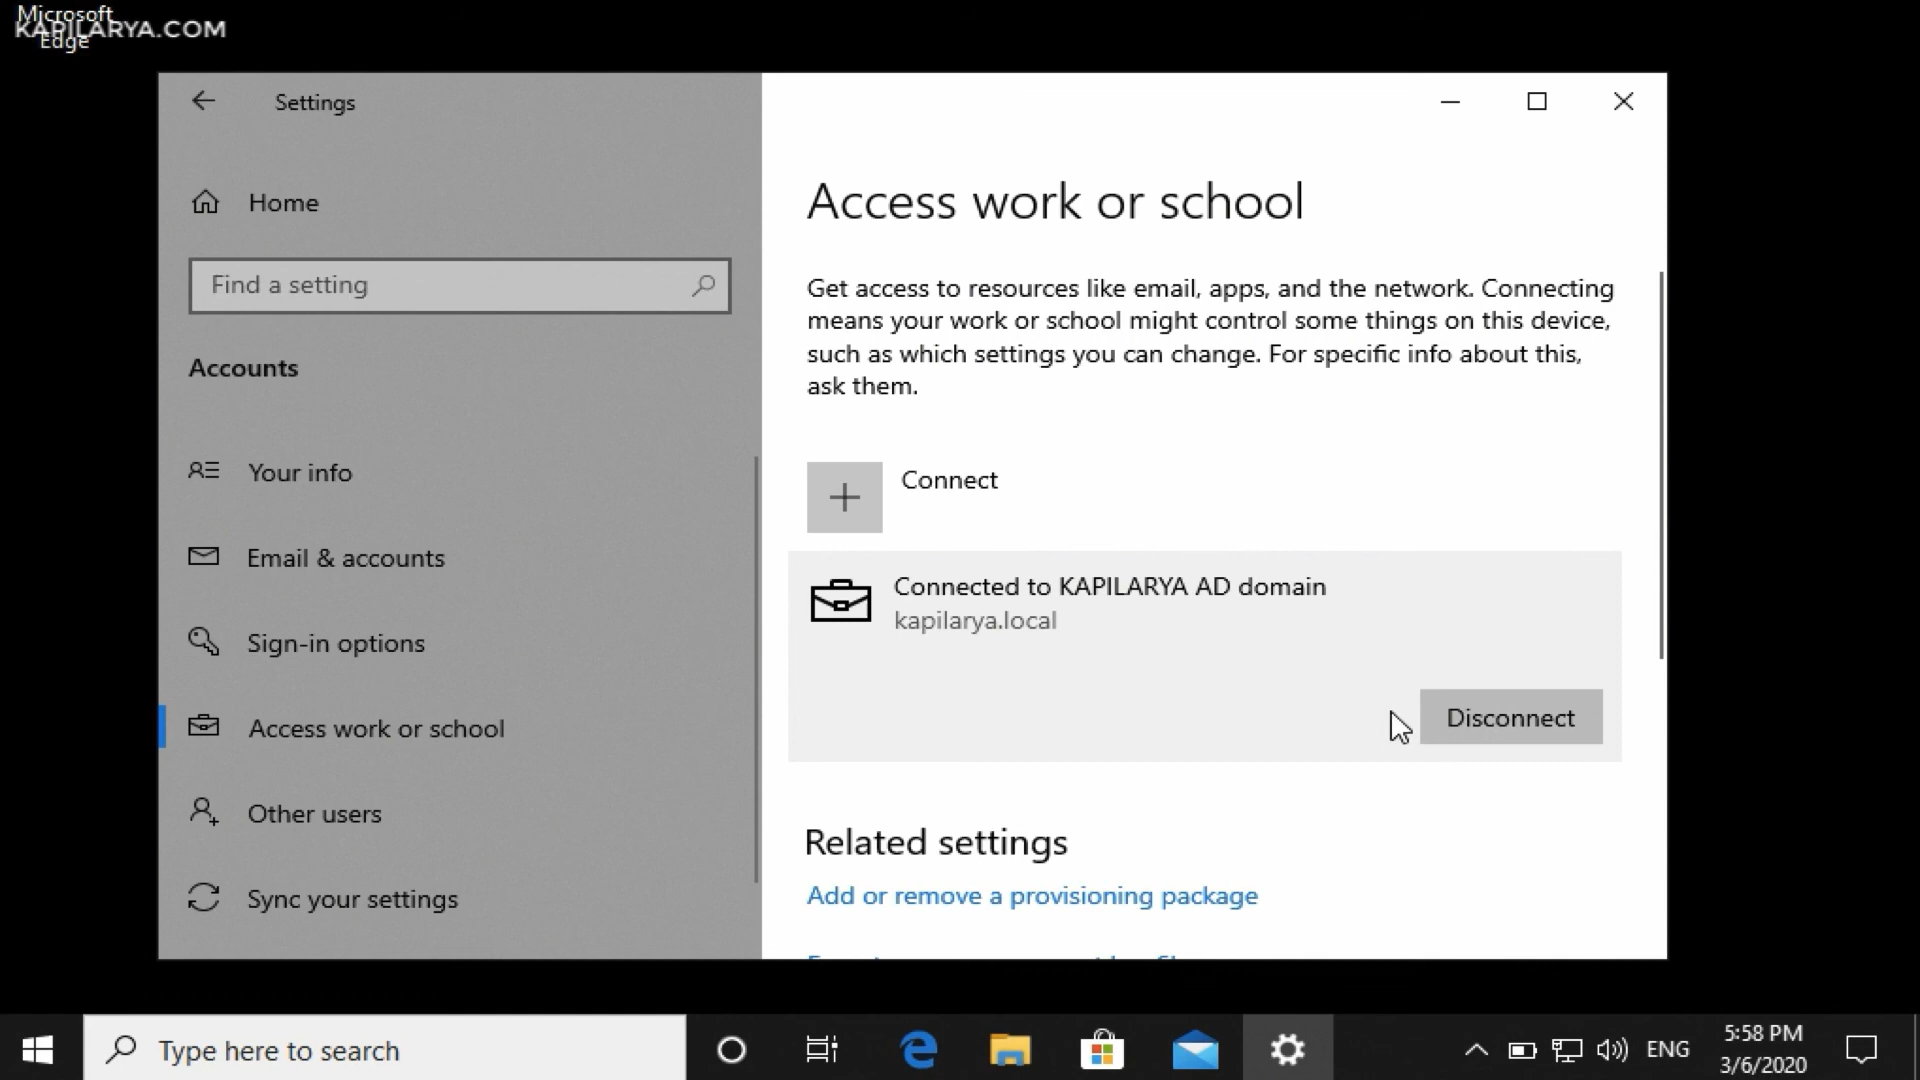 Microsoft
Edge
KAPILARYA.COM
Settings
Home
Find a setting
Accounts
Your info
Email & accounts
Sign-in options
Access work or school
Other users
Sync your settings
Access work or school
Get access to resources like email, apps, and the network. Connecting
means your work or school might control some things on this device,
such as which settings you can change. For specific info about this,
ask them.
Connect
Connected to KAPILARYA AD domain
kapilarya.local
Disconnect
Related settings
Add or remove a provisioning package
Type here to search
ENG
5:58 PM
3/6/2020